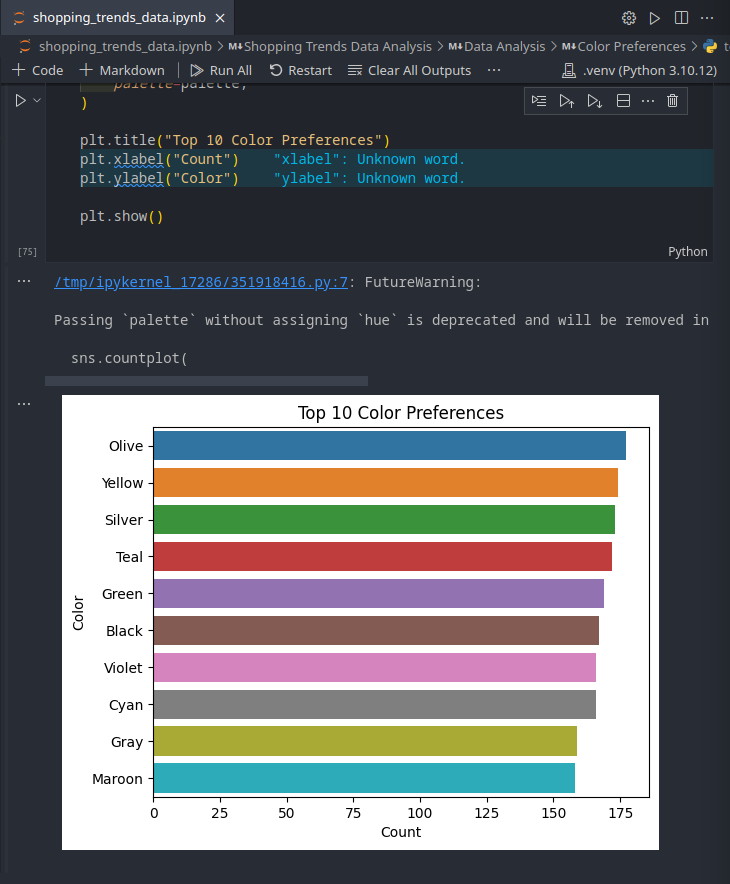 shopping_trends_data.ipynb
shopping_trends_data.ipynb > M↓Shopping Trends Data Analysis > M↓Data Analysis > M↓Color Preferences >
+ Code + Markdown | Run All Restart Clear All Outputs ··· .venv (Python 3.10.12)
palette=palette,
)
plt.title("Top 10 Color Preferences")
plt.xlabel("Count") "xlabel": Unknown word.
plt.ylabel("Color") "ylabel": Unknown word.
plt.show()
[75]
Python
/tmp/ipykernel_17286/351918416.py:7: FutureWarning:
Passing `palette` without assigning `hue` is deprecated and will be removed in
sns.countplot(
Top 10 Color Preferences
Olive
Yellow
Silver
Teal
Green
Color
Black
Violet
Cyan
Gray
Maroon
0 25 50 75 100 125 150 175
Count